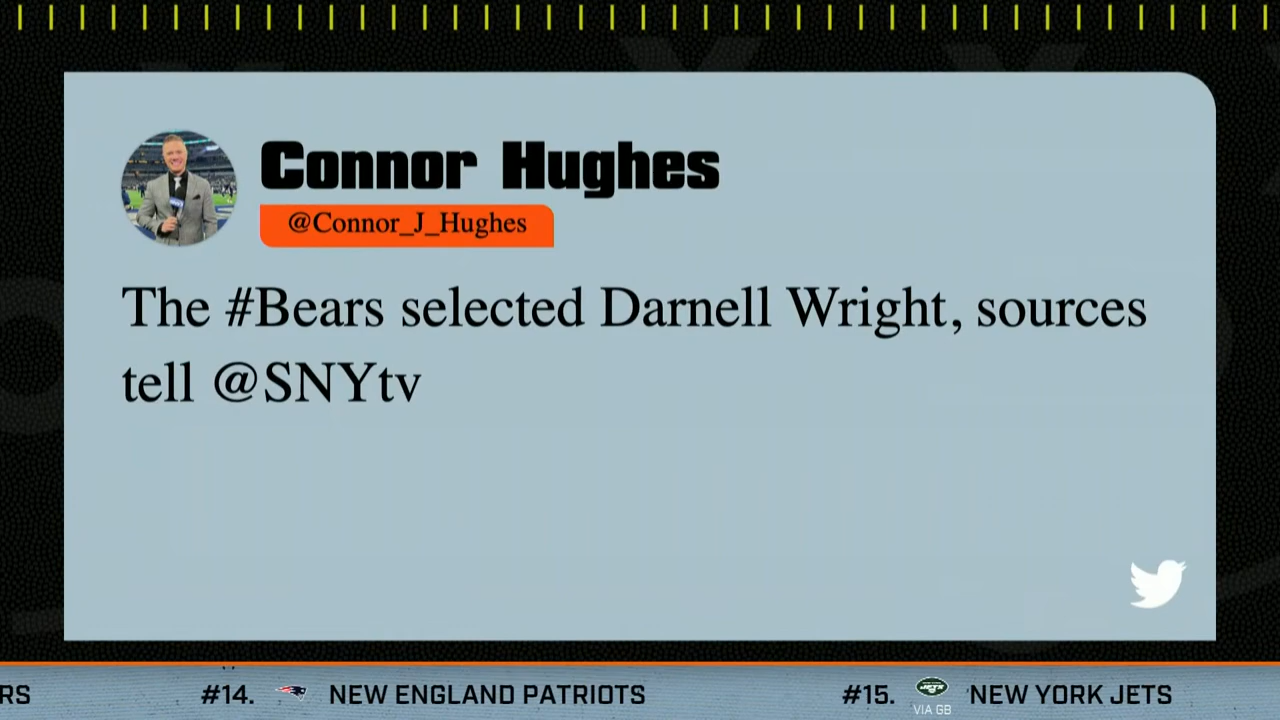 Connor Hughes
@Connor_J_Hughes
The #Bears selected Darnell Wright, sources
tell @SNYtv
RS #14. NEW ENGLAND PATRIOTS #15. JETS VIA GB NEW YORK JETS